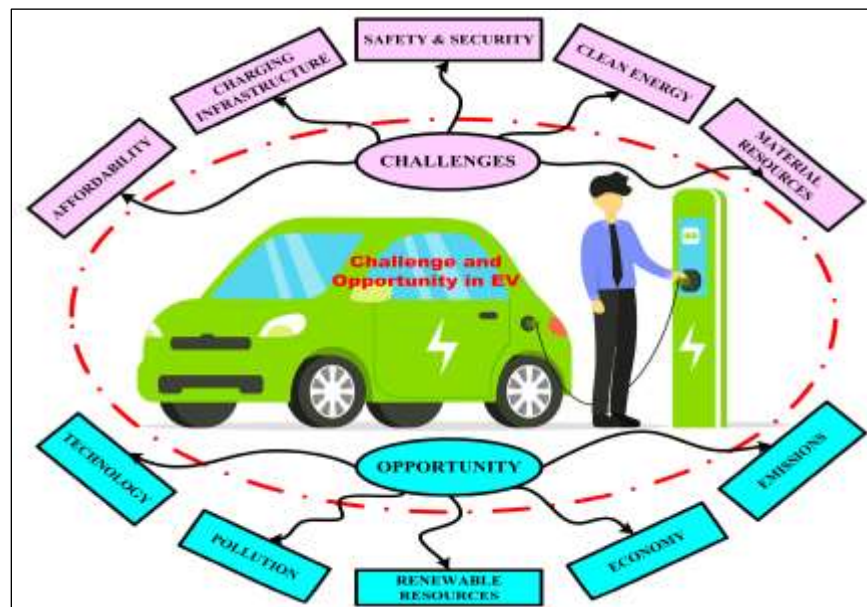 SAFETY & SECURITY
CHARGING
INFRASTRUCTURE
CLEAN ENERGY
AFFORDABILITY
MATERIAL
RESOURCES
CHALLENGES
Challenge and
Opportunity in EV
OPPORTUNITY
TECHNOLOGY
EMISSIONS
POLLUTION
ECONOMY
RENEWABLE
RESOURCES